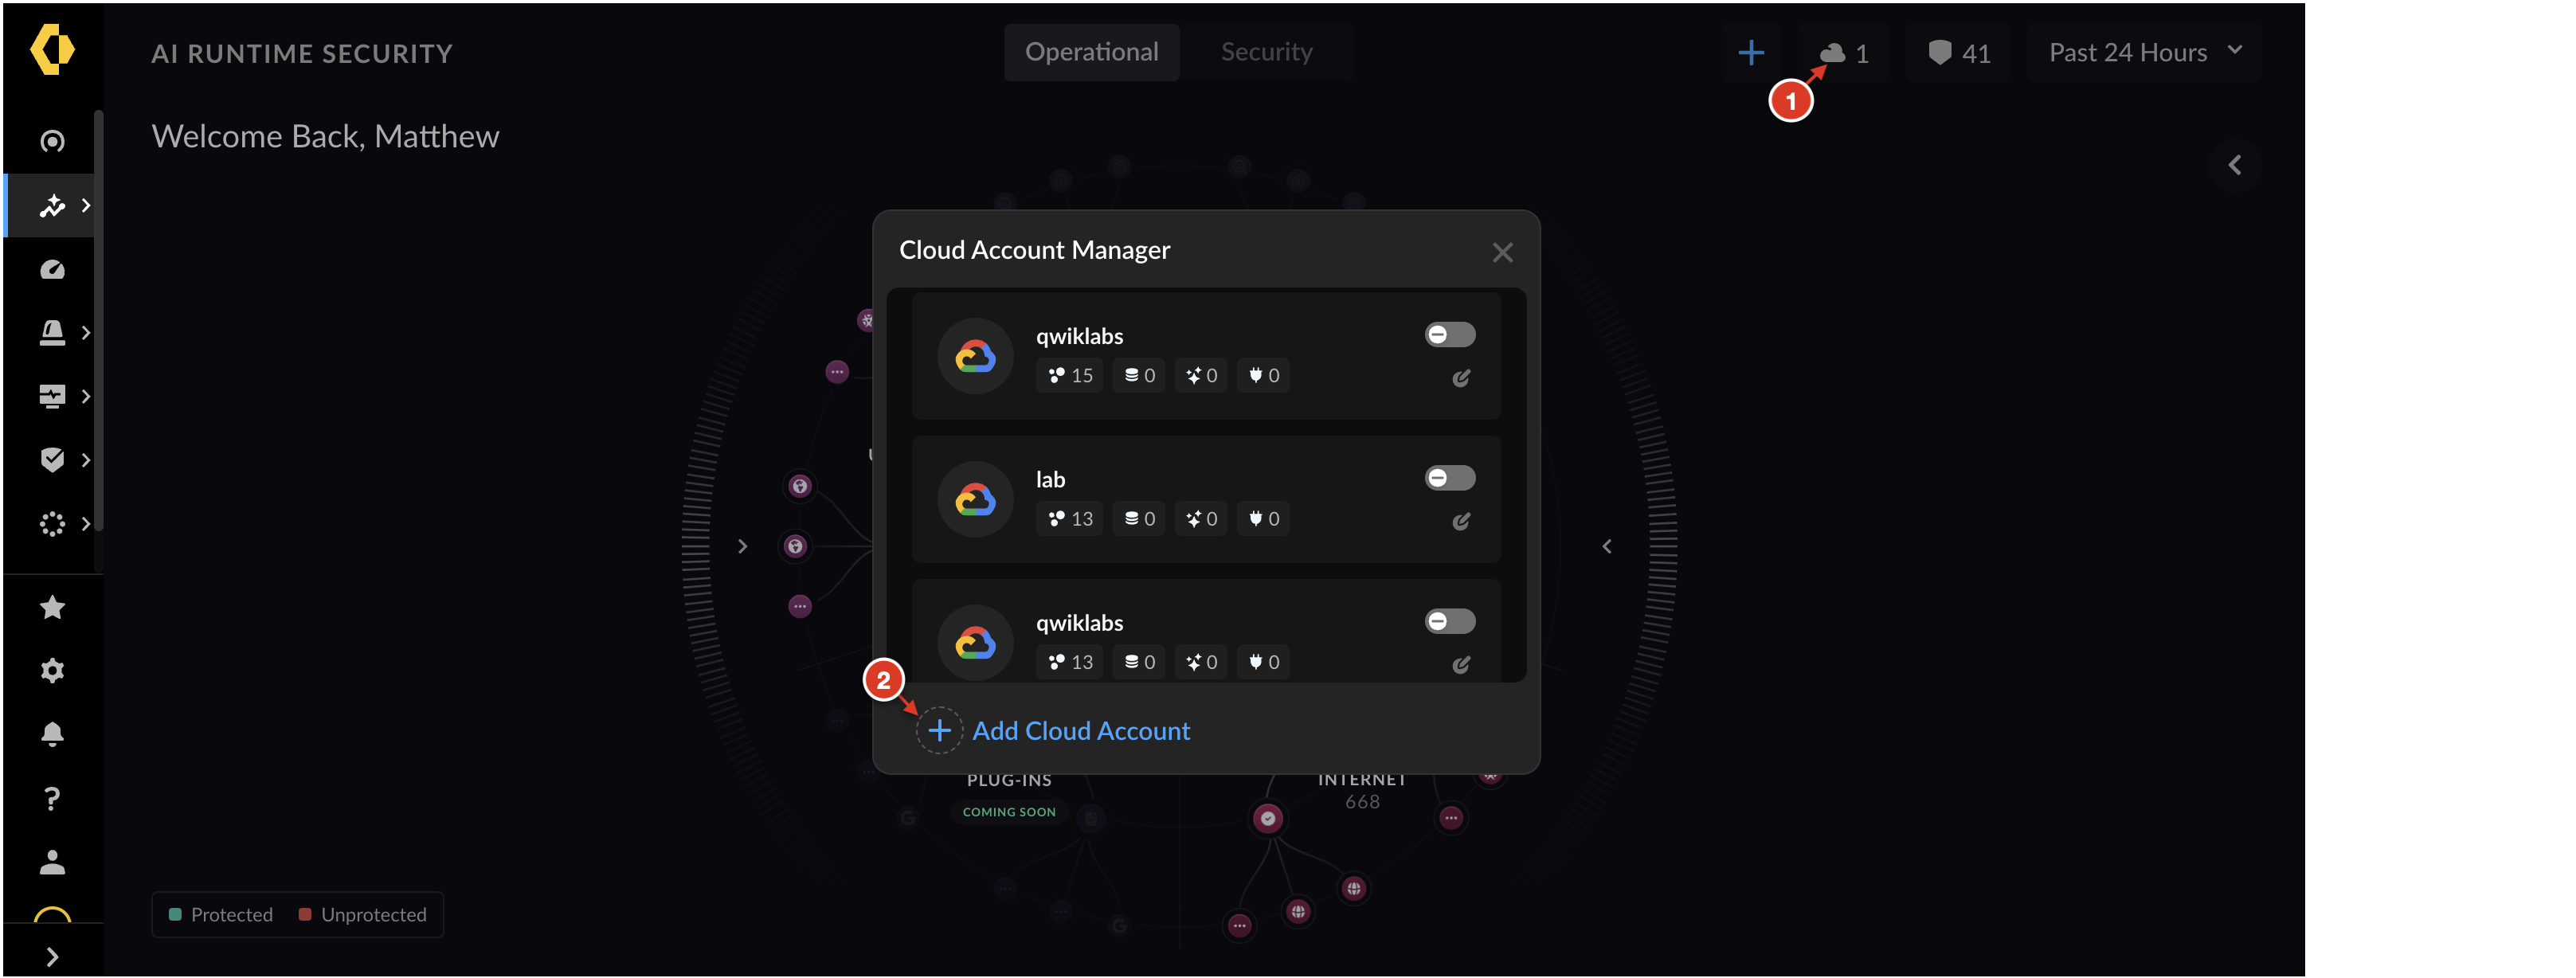 AI RUNTIME SECURITY
Operational
Security
1
41
Past 24 Hours
1
Welcome Back, Matthew
Cloud Account Manager
qwiklabs
15 0 0 0
lab
13 0 0 0
qwiklabs
13 0 0 0
2
Add Cloud Account
PLUG-INS
COMING SOON
INTERNET
668
Protected
Unprotected